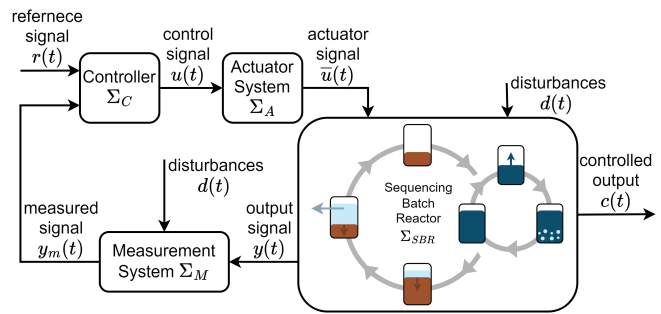 refernece
signal
r(t)
Controller
Σ_C
control
signal
u(t)
Actuator
System
Σ_A
actuator
signal
u̅(t)
disturbances
d(t)
controlled
output
c(t)
Sequencing
Batch
Reactor
Σ_SBR
output
signal
y(t)
disturbances
d(t)
Measurement
System Σ_M
measured
signal
y_m(t)